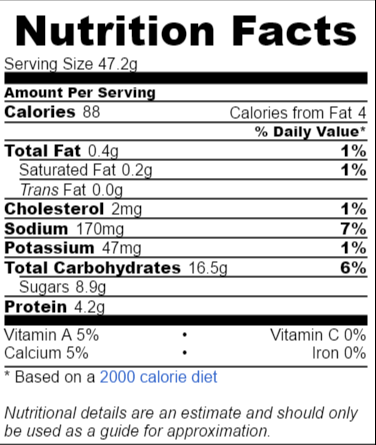 Nutrition Facts
Serving Size 47.2g
Amount Per Serving
Calories 88 Calories from Fat 4
% Daily Value*
Total Fat 0.4g 1%
Saturated Fat 0.2g 1%
Trans Fat 0.0g
Cholesterol 2mg 1%
Sodium 170mg 7%
Potassium 47mg 1%
Total Carbohydrates 16.5g 6%
Sugars 8.9g
Protein 4.2g
Vitamin A 5% • Vitamin C 0%
Calcium 5% • Iron 0%
* Based on a 2000 calorie diet
Nutritional details are an estimate and should only
be used as a guide for approximation.